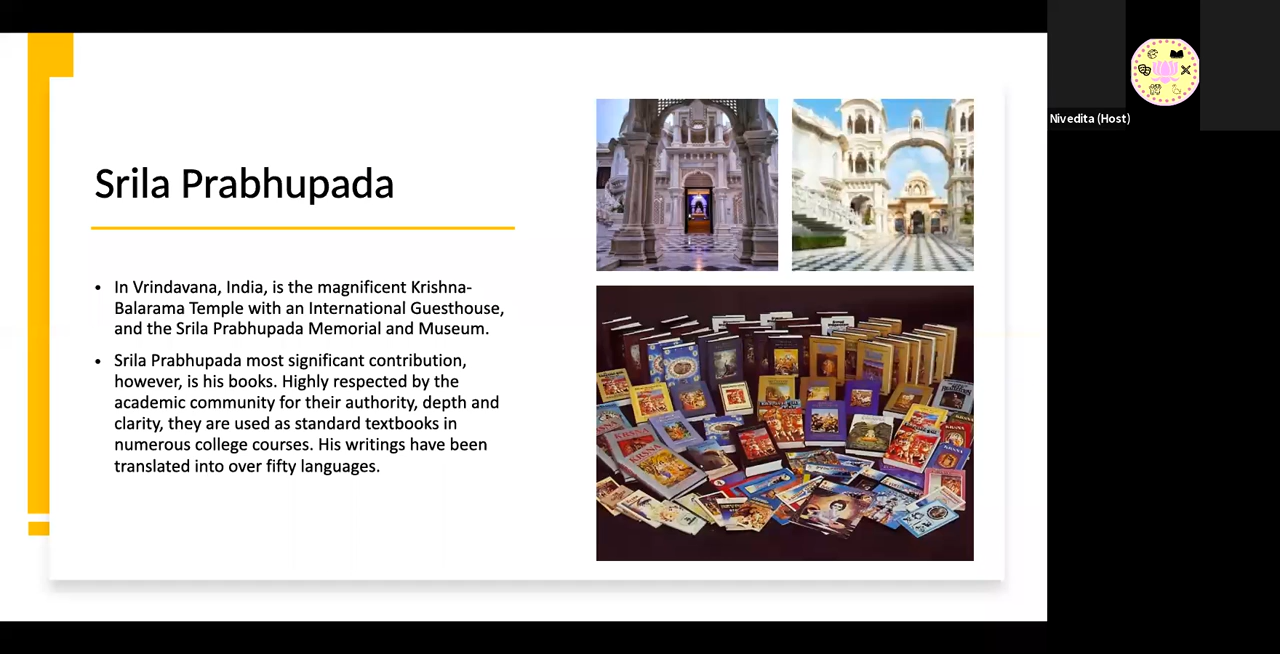 Srila Prabhupada
• In Vrindavana, India, is the magnificent Krishna-
Balarama Temple with an International Guesthouse,
and the Srila Prabhupada Memorial and Museum.
• Srila Prabhupada most significant contribution,
however, is his books. Highly respected by the
academic community for their authority, depth and
clarity, they are used as standard textbooks in
numerous college courses. His writings have been
translated into over fifty languages.
Nivedita (Host)